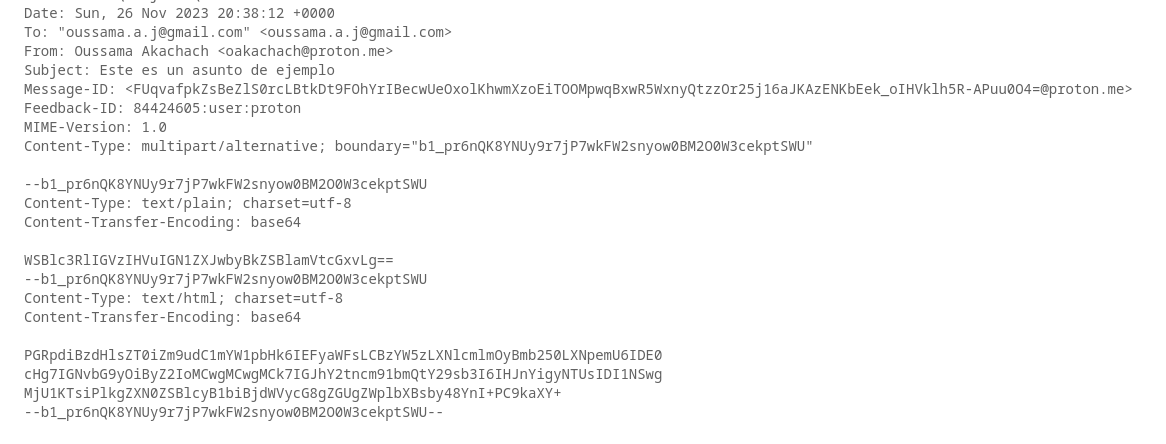 Date: Sun, 26 Nov 2023 20:38:12 +0000
To: "oussama.a.j@gmail.com" <oussama.a.j@gmail.com>
From: Oussama Akachach <oakachach@proton.me>
Subject: Este es un asunto de ejemplo
Message-ID: <FUqvafpkZsBeZlS0rcLBtkDt9FOhYrIBecwUeOxolKhwmXzoEiTOOMpwqBxwR5WxnyQtzzOr25j16aJKAzENKbEek_oIHVklh5R-APuu0O4=@proton.me>
Feedback-ID: 84424605:user:proton
MIME-Version: 1.0
Content-Type: multipart/alternative; boundary="b1_pr6nQK8YNUy9r7jP7wkFW2snyow0BM2O0W3cekptSWU"

--b1_pr6nQK8YNUy9r7jP7wkFW2snyow0BM2O0W3cekptSWU
Content-Type: text/plain; charset=utf-8
Content-Transfer-Encoding: base64

WSBlc3RlIGVzIHVuIGN1ZXJwbyBkZSBlamVtcGxvLg==
--b1_pr6nQK8YNUy9r7jP7wkFW2snyow0BM2O0W3cekptSWU
Content-Type: text/html; charset=utf-8
Content-Transfer-Encoding: base64

PGRpdiBzdHlsZT0iZm9udC1mYW1pbHk6IEFyaWFsLCBzYW5zLXNlcmlmOyBmb250LXNpemU6IDE0
cHg7IGNvbG9yOiByZ2IoMCwgMCwgMCk7IGJhY2tncm91bmQtY29sb3I6IHJnYigyNTUsIDI1NSwg
MjU1KTsiPlkgZXN0ZSBlcyB1biBjdWVycG8gZGUgZWplbXBsby48YnI+PC9kaXY+
--b1_pr6nQK8YNUy9r7jP7wkFW2snyow0BM2O0W3cekptSWU--